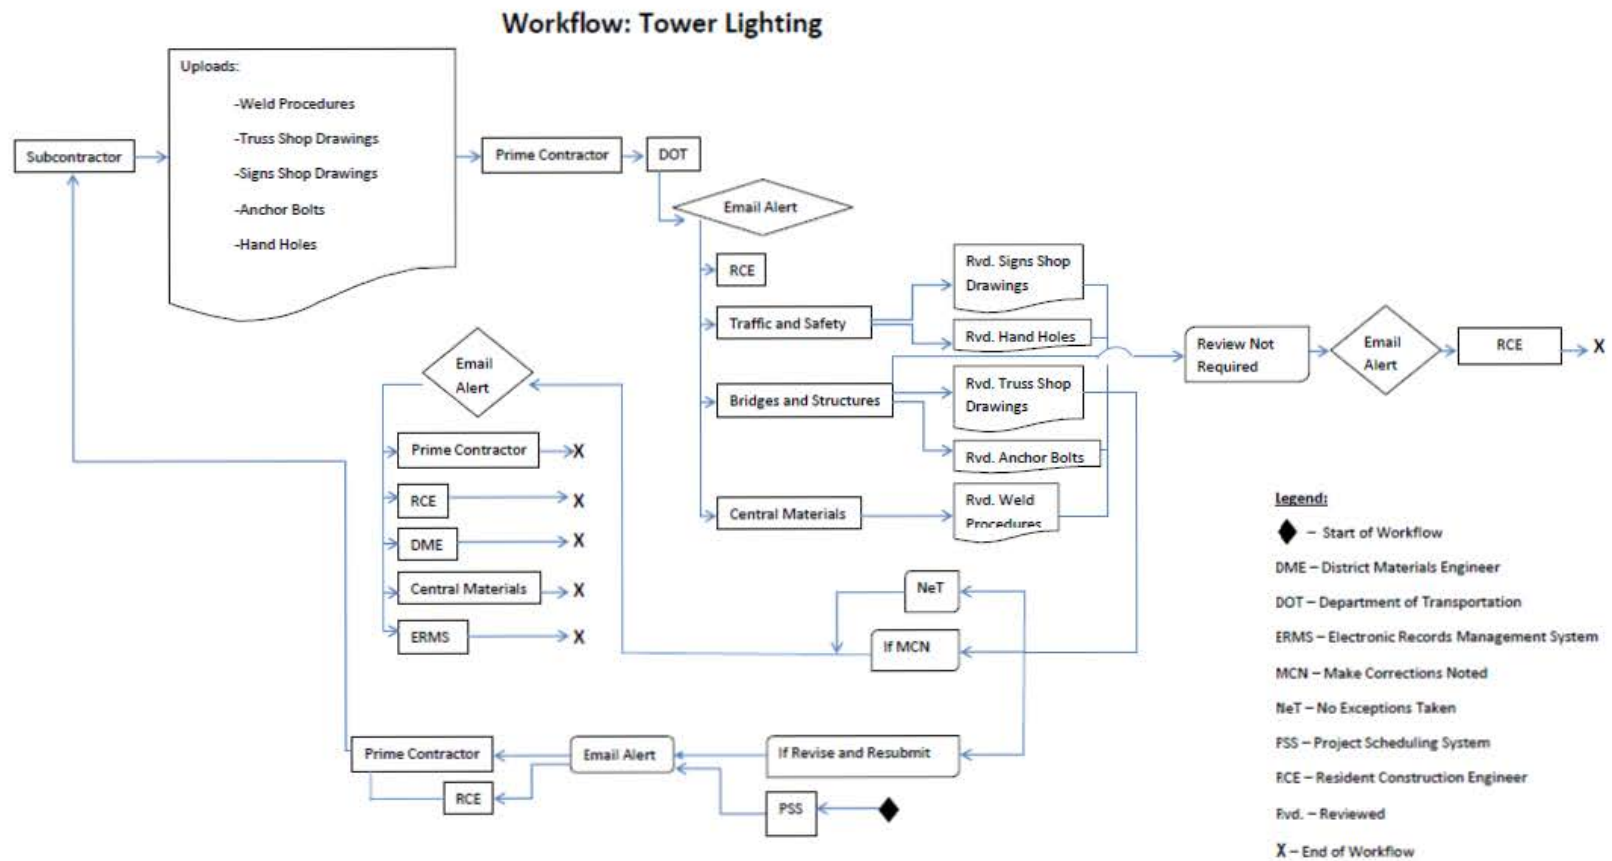 Workflow: Tower Lighting
Uploads:
-Weld Procedures
-Truss Shop Drawings
-Signs Shop Drawings
-Anchor Bolts
-Hand Holes
Subcontractor
Prime Contractor
DOT
Email Alert
RCE
Traffic and Safety
Bridges and Structures
Central Materials
Rvd. Signs Shop
Drawings
Rvd. Hand Holes
Rvd. Truss Shop
Drawings
Rvd. Anchor Bolts
Rvd. Weld
Procedures
Review Not
Required
Email
Alert
RCE
X
Email
Alert
Prime Contractor
X
RCE
X
DME
X
Central Materials
X
ERMS
X
NeT
If MCN
If Revise and Resubmit
Email Alert
Prime Contractor
RCE
PSS
Legend:
– Start of Workflow
DME – District Materials Engineer
DOT – Department of Transportation
ERMS – Electronic Records Management System
MCN – Make Corrections Noted
NeT – No Exceptions Taken
PSS – Project Scheduling System
RCE – Resident Construction Engineer
Rvd. – Reviewed
X – End of Workflow